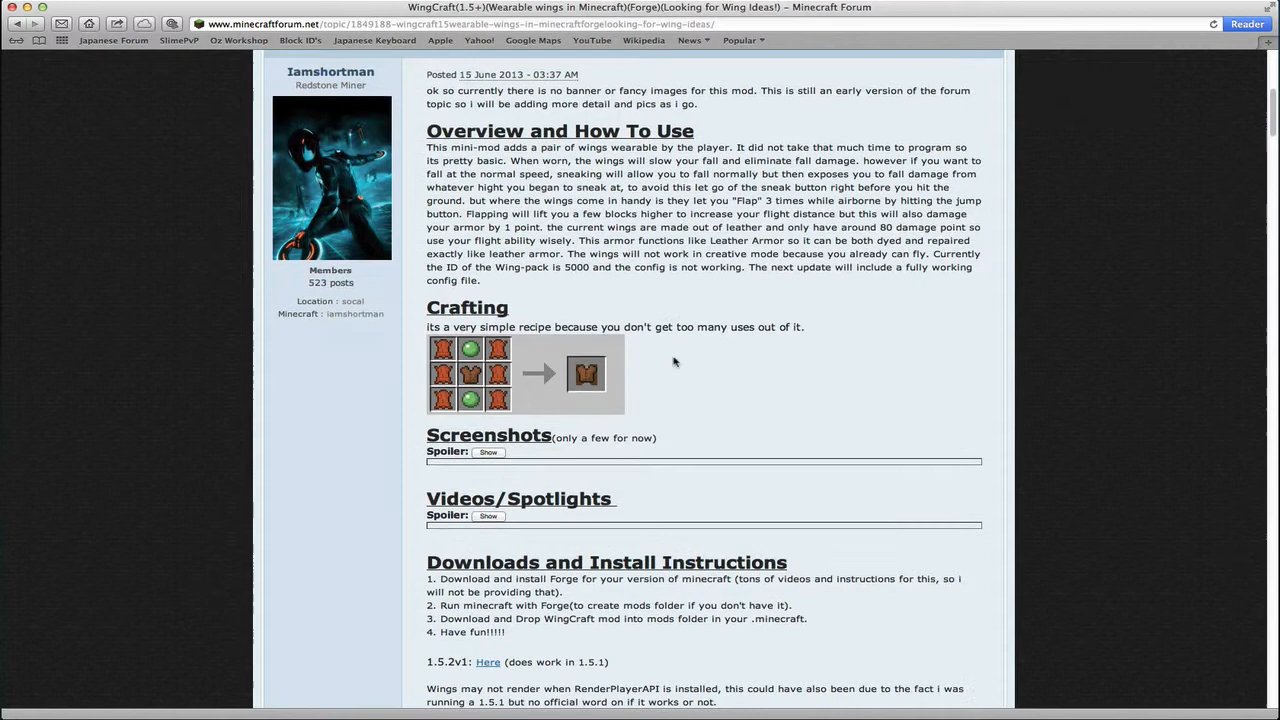 WingCraft(1.5+)(Wearable wings in Minecraft)(Forge)(Looking for Wing Ideas!) – Minecraft Forum
www.minecraftforum.net/topic/1849188-wingcraft15wearable-wings-in-minecraftforgelooking-for-wing-ideas/
Reader
Japanese Forum SlimePvP Oz Workshop Block ID's Japanese Keyboard Apple Yahoo! Google Maps YouTube Wikipedia News Popular
Iamshortman
Redstone Miner
Members
523 posts
Location : socal
Minecraft : iamshortman
Posted 15 June 2013 - 03:37 AM
ok so currently there is no banner or fancy images for this mod. This is still an early version of the forum
topic so i will be adding more detail and pics as i go.
Overview and How To Use
This mini-mod adds a pair of wings wearable by the player. It did not take that much time to program so
its pretty basic. When worn, the wings will slow your fall and eliminate fall damage. however if you want to
fall at the normal speed, sneaking will allow you to fall normally but then exposes you to fall damage from
whatever hight you began to sneak at, to avoid this let go of the sneak button right before you hit the
ground. but where the wings come in handy is they let you "Flap" 3 times while airborne by hitting the jump
button. Flapping will lift you a few blocks higher to increase your flight distance but this will also damage
your armor by 1 point. the current wings are made out of leather and only have around 80 damage point so
use your flight ability wisely. This armor functions like Leather Armor so it can be both dyed and repaired
exactly like leather armor. The wings will not work in creative mode because you already can fly. Currently
the ID of the Wing-pack is 5000 and the config is not working. The next update will include a fully working
config file.
Crafting
its a very simple recipe because you don't get too many uses out of it.
Screenshots(only a few for now)
Spoiler: Show
Videos/Spotlights
Spoiler: Show
Downloads and Install Instructions
1. Download and install Forge for your version of minecraft (tons of videos and instructions for this, so i
will not be providing that).
2. Run minecraft with Forge(to create mods folder if you don't have it).
3. Download and Drop WingCraft mod into mods folder in your .minecraft.
4. Have fun!!!!!
1.5.2v1: Here (does work in 1.5.1)
Wings may not render when RenderPlayerAPI is installed, this could have also been due to the fact i was
running a 1.5.1 but no official word on if it works or not.